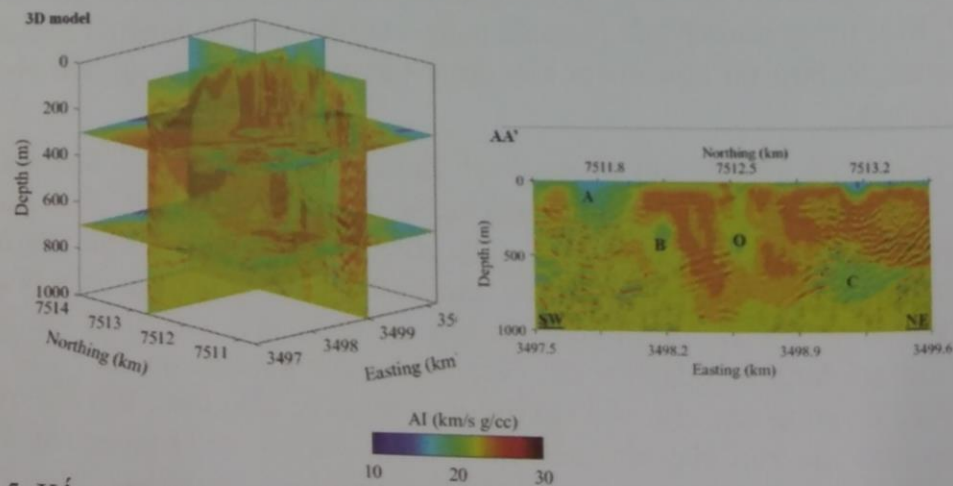 3D model
0
200
400
600
800
1000
Depth (m)
7514
7513
7512
7511
Northing (km)
3497
3498
3499
35
Easting (km
AA'
Northing (km)
7511.8 7512.5 7513.2
0
500
1000
Depth (m)
A
B
O
C
SW NE
3497.5 3498.2 3498.9 3499.6
Easting (km)
AI (km/s g/cc)
10 20 30